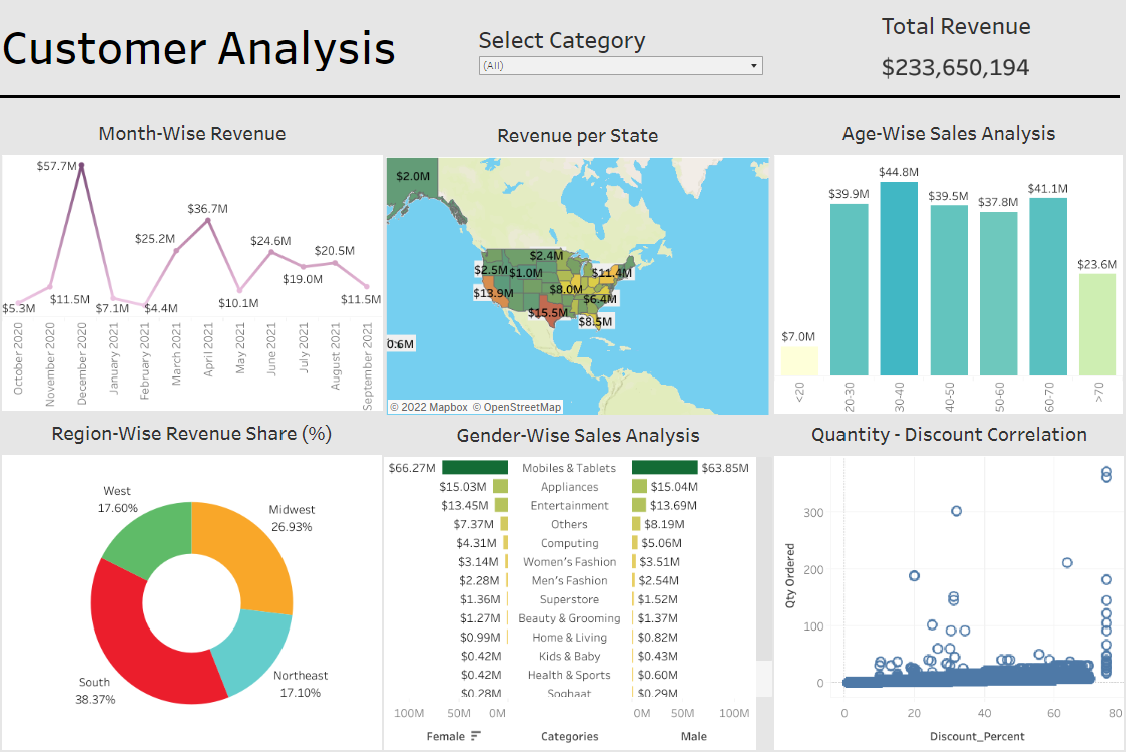 Customer Analysis
Select Category
(All)
Total Revenue
$233,650,194
Month-Wise Revenue
$57.7M
$36.7M
$25.2M
$24.6M
$20.5M
$19.0M
$11.5M
$10.1M
$11.5M
$5.3M
$7.1M
$4.4M
October 2020
November 2020
December 2020
January 2021
February 2021
March 2021
April 2021
May 2021
June 2021
July 2021
August 2021
September 2021
Revenue per State
$2.0M
$2.4M
$2.5M
$1.0M
$11.4M
$13.9M
$8.0M
$6.4M
$15.5M
$8.5M
0.6M
© 2022 Mapbox © OpenStreetMap
Age-Wise Sales Analysis
$44.8M
$39.9M
$39.5M
$37.8M
$41.1M
$23.6M
$7.0M
<20
20-30
30-40
40-50
50-60
60-70
>70
Region-Wise Revenue Share (%)
West
17.60%
Midwest
26.93%
South
38.37%
Northeast
17.10%
Gender-Wise Sales Analysis
$66.27M Mobiles & Tablets $63.85M
$15.03M Appliances $15.04M
$13.45M Entertainment $13.69M
$7.37M Others $8.19M
$4.31M Computing $5.06M
$3.14M Women's Fashion $3.51M
$2.28M Men's Fashion $2.54M
$1.36M Superstore $1.52M
$1.27M Beauty & Grooming $1.37M
$0.99M Home & Living $0.82M
$0.42M Kids & Baby $0.43M
$0.42M Health & Sports $0.60M
$0.28M Soghaat $0.29M
100M 50M 0M 0M 50M 100M
Female Categories Male
Quantity - Discount Correlation
Qty Ordered
300
200
100
0
0 20 40 60 80
Discount_Percent